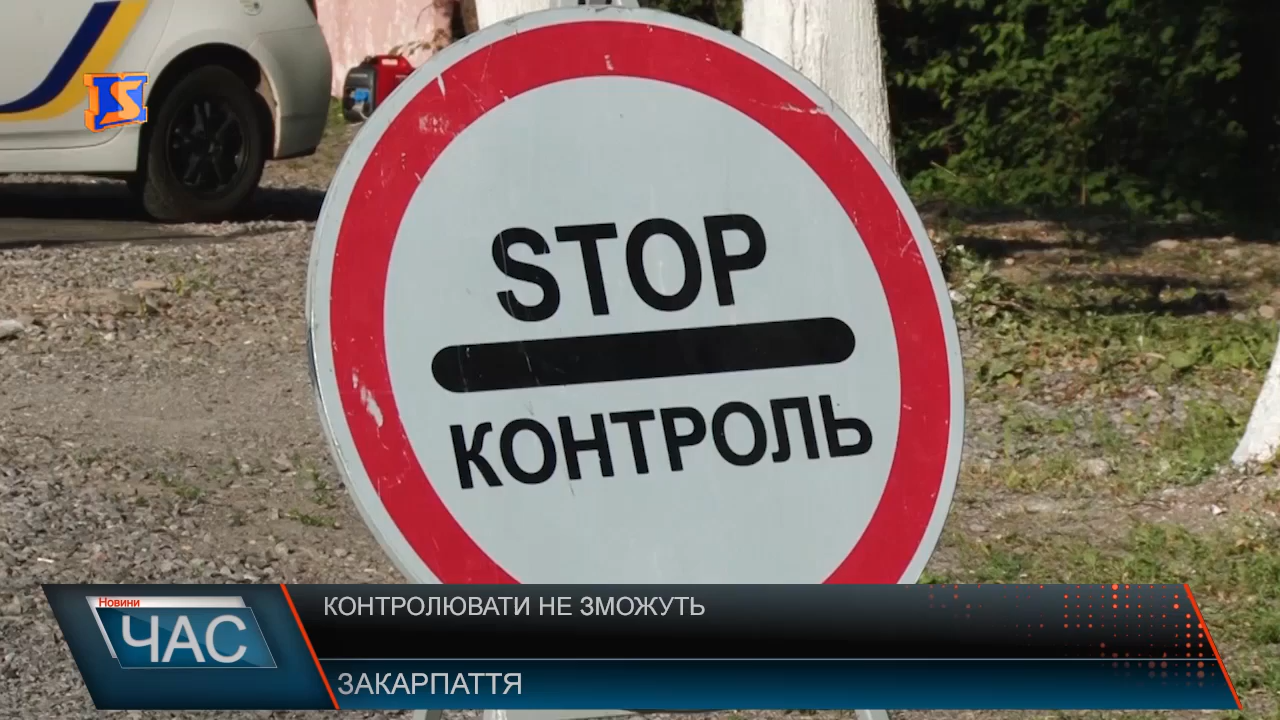 STOP
КОНТРОЛЬ
Новини
ЧАС
КОНТРОЛЮВАТИ НЕ ЗМОЖУТЬ
ЗАКАРПАТТЯ